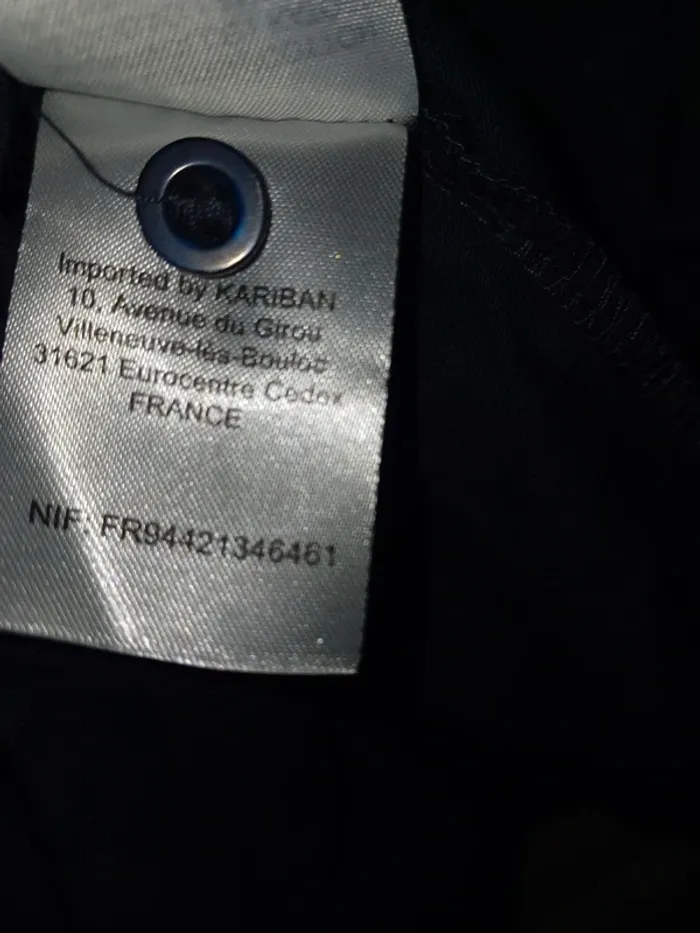 Imported by KARIBAN
10, Avenue du Girou
Villeneuve-lès-Bouloc
31621 Eurocentre Cedex
FRANCE
NIF: FR94421346461